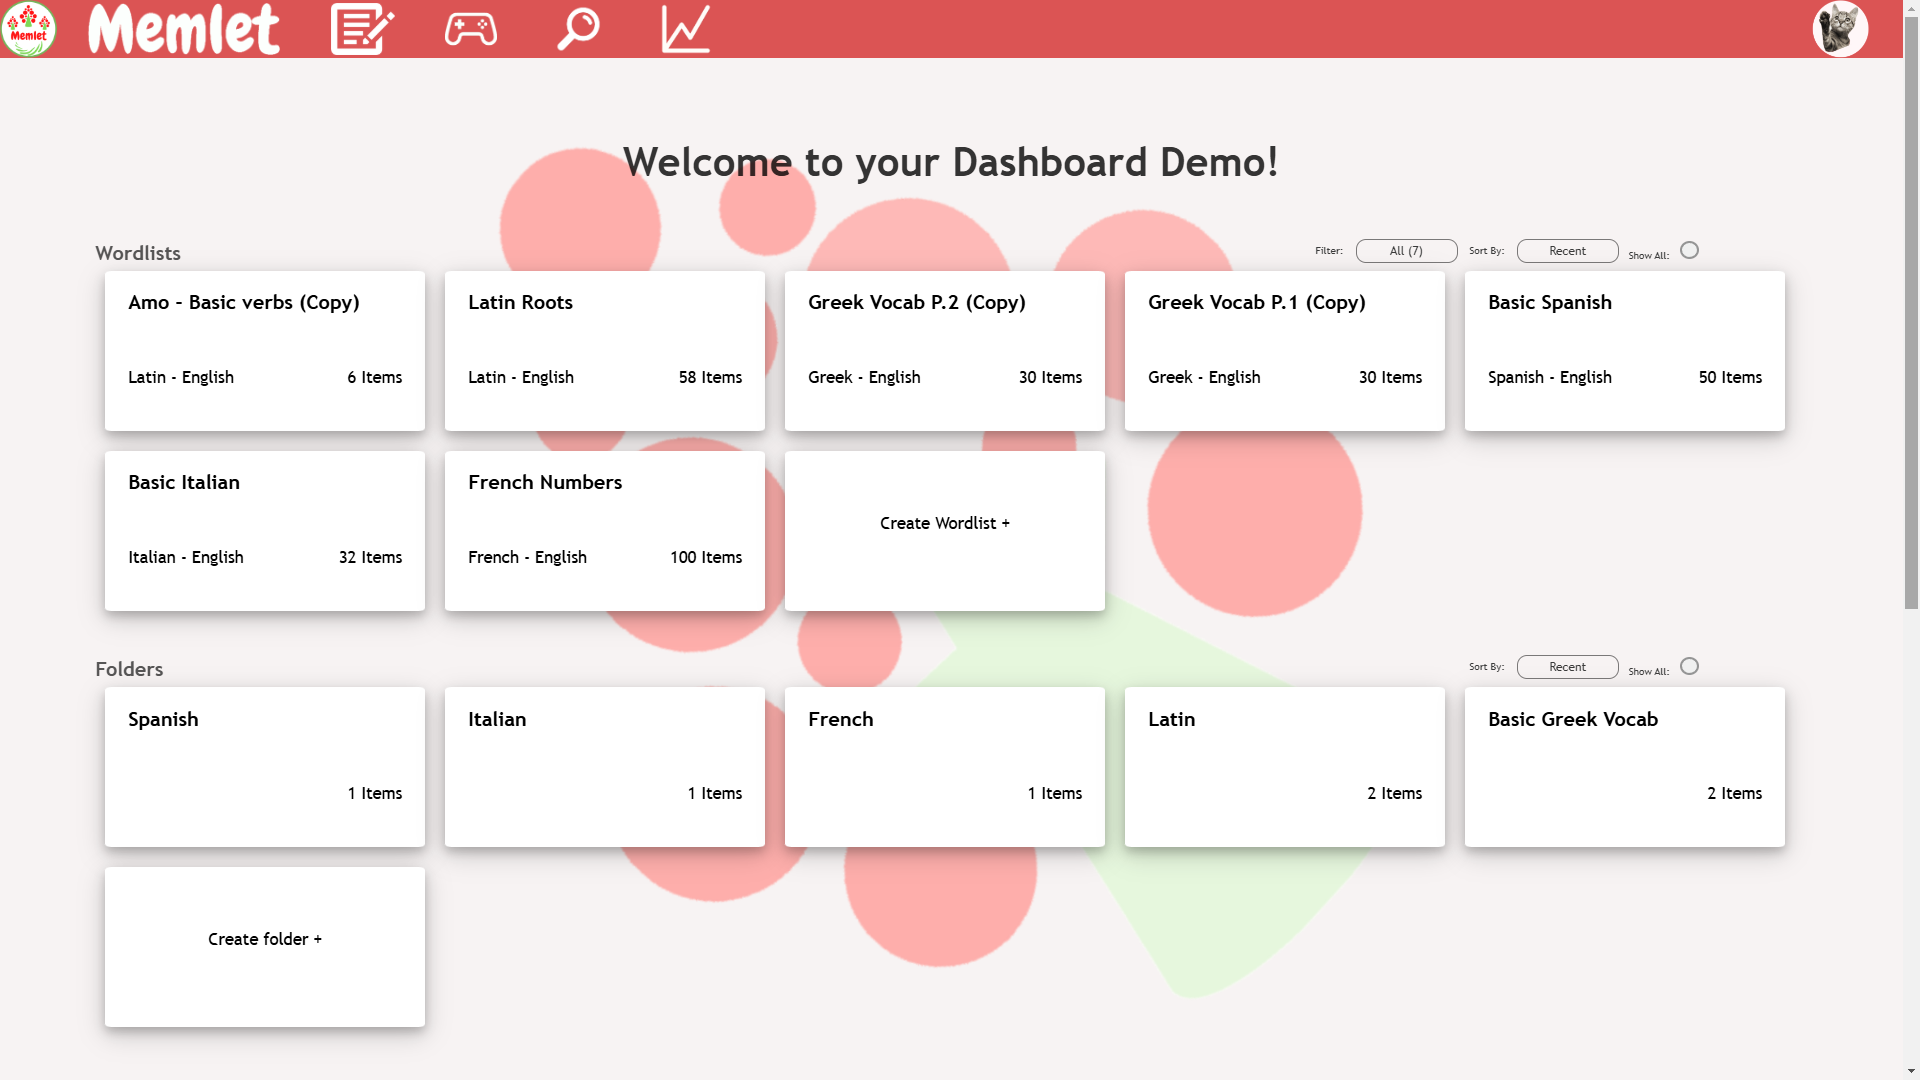 Memlet
Memlet
Welcome to your Dashboard Demo!
Wordlists
Filter: All (7) Sort By: Recent Show All:
Amo - Basic verbs (Copy)
Latin - English 6 Items
Latin Roots
Latin - English 58 Items
Greek Vocab P.2 (Copy)
Greek - English 30 Items
Greek Vocab P.1 (Copy)
Greek - English 30 Items
Basic Spanish
Spanish - English 50 Items
Basic Italian
Italian - English 32 Items
French Numbers
French - English 100 Items
Create Wordlist +
Folders
Sort By: Recent Show All:
Spanish
1 Items
Italian
1 Items
French
1 Items
Latin
2 Items
Basic Greek Vocab
2 Items
Create folder +